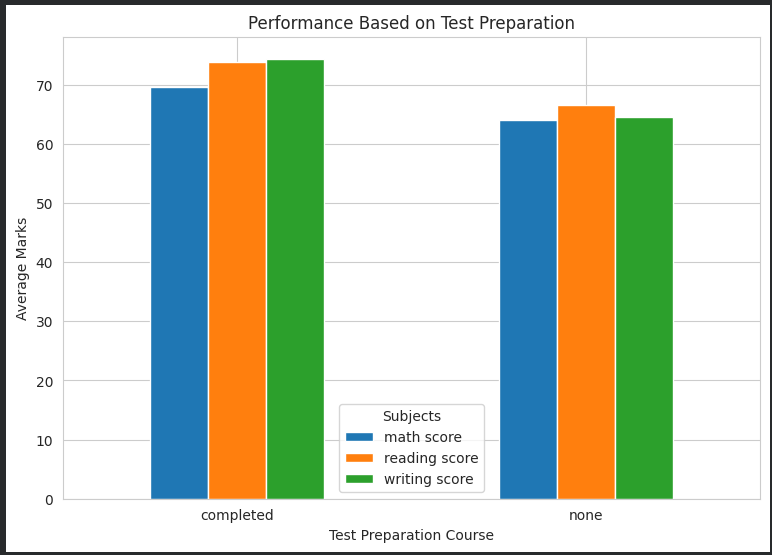 Performance Based on Test Preparation
Average Marks
70
60
50
40
30
20
10
0
Subjects
math score
reading score
writing score
completed
none
Test Preparation Course